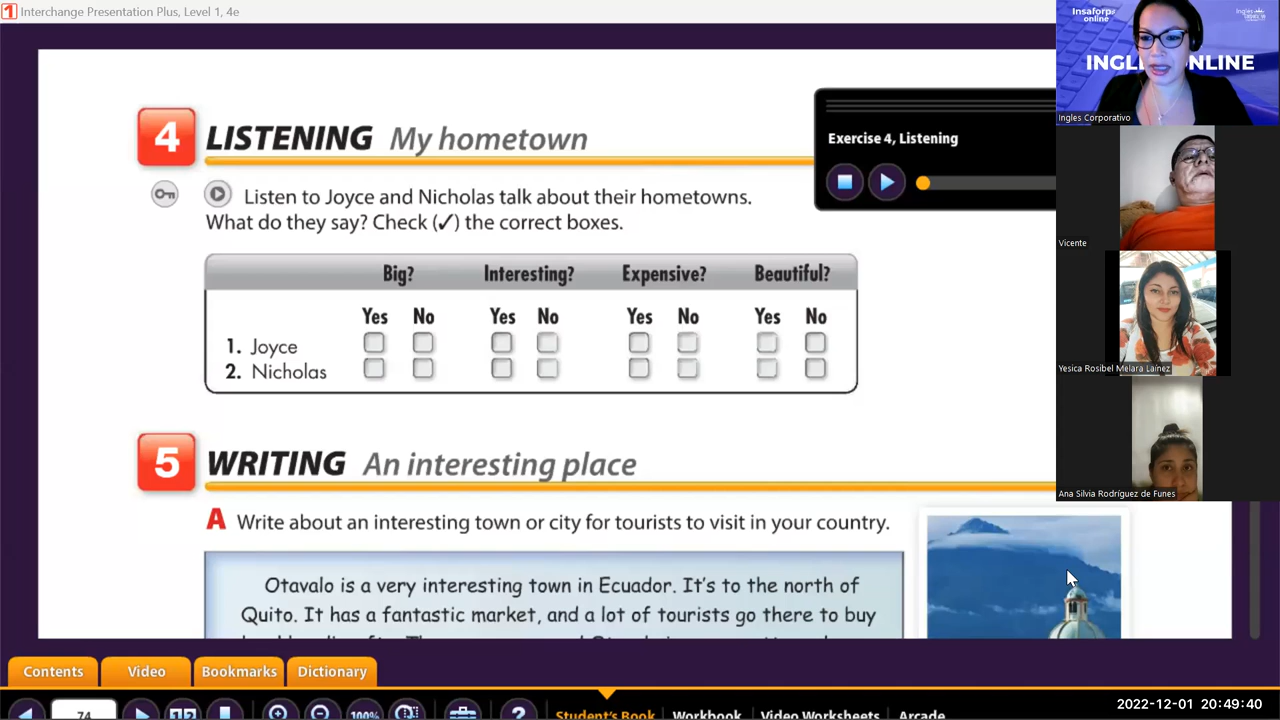 Interchange Presentation Plus, Level 1, 4e
4 LISTENING My hometown
Listen to Joyce and Nicholas talk about their hometowns.
What do they say? Check (✓) the correct boxes.
Big? Interesting? Expensive? Beautiful?
Yes No Yes No Yes No Yes No
1. Joyce
2. Nicholas
5 WRITING An interesting place
A Write about an interesting town or city for tourists to visit in your country.
Otavalo is a very interesting town in Ecuador. It's to the north of
Quito. It has a fantastic market, and a lot of tourists go there to buy
Exercise 4, Listening
Insaforp
online
INGL ONLINE
Ingles Corporativo
Vicente
Yesica Rosibel Melara Laínez
Ana Silvia Rodríguez de Funes
Contents Video Bookmarks Dictionary
74 100% ?
Student's Book Workbook Video Worksheets Arcade
2022-12-01 20:49:40